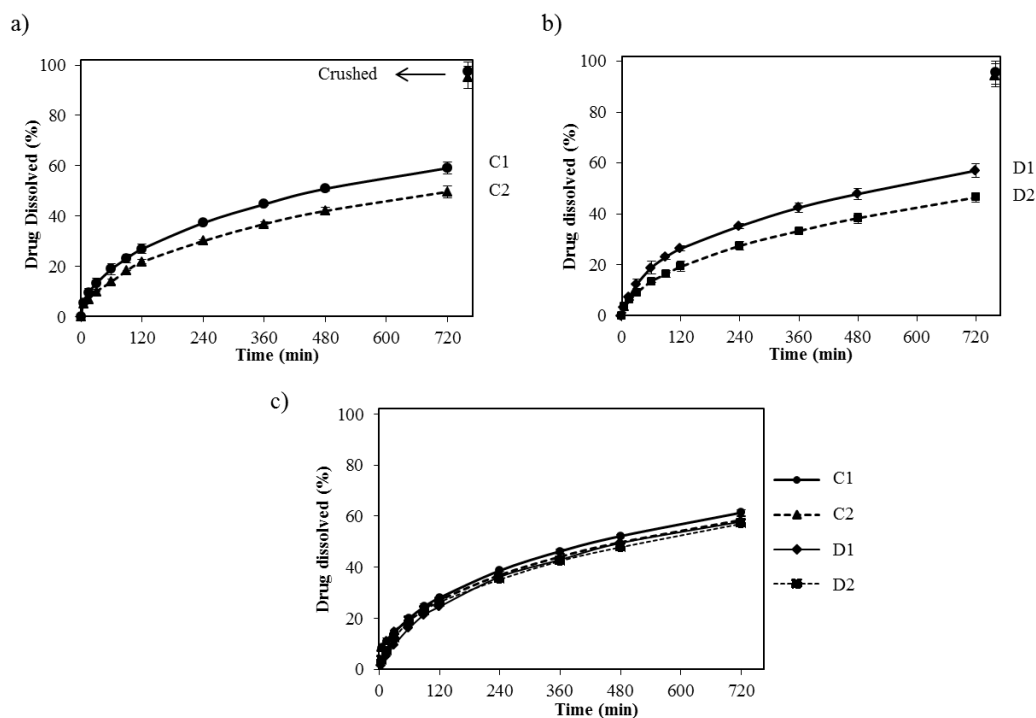 a)
Drug Dissolved (%)
100
80
60
40
20
0
Crushed
C1
C2
0 120 240 360 480 600 720
Time (min)
b)
Drug dissolved (%)
100
80
60
40
20
0
D1
D2
0 120 240 360 480 600 720
Time (min)
c)
Drug dissolved (%)
100
80
60
40
20
0
C1
C2
D1
D2
0 120 240 360 480 600 720
Time (min)